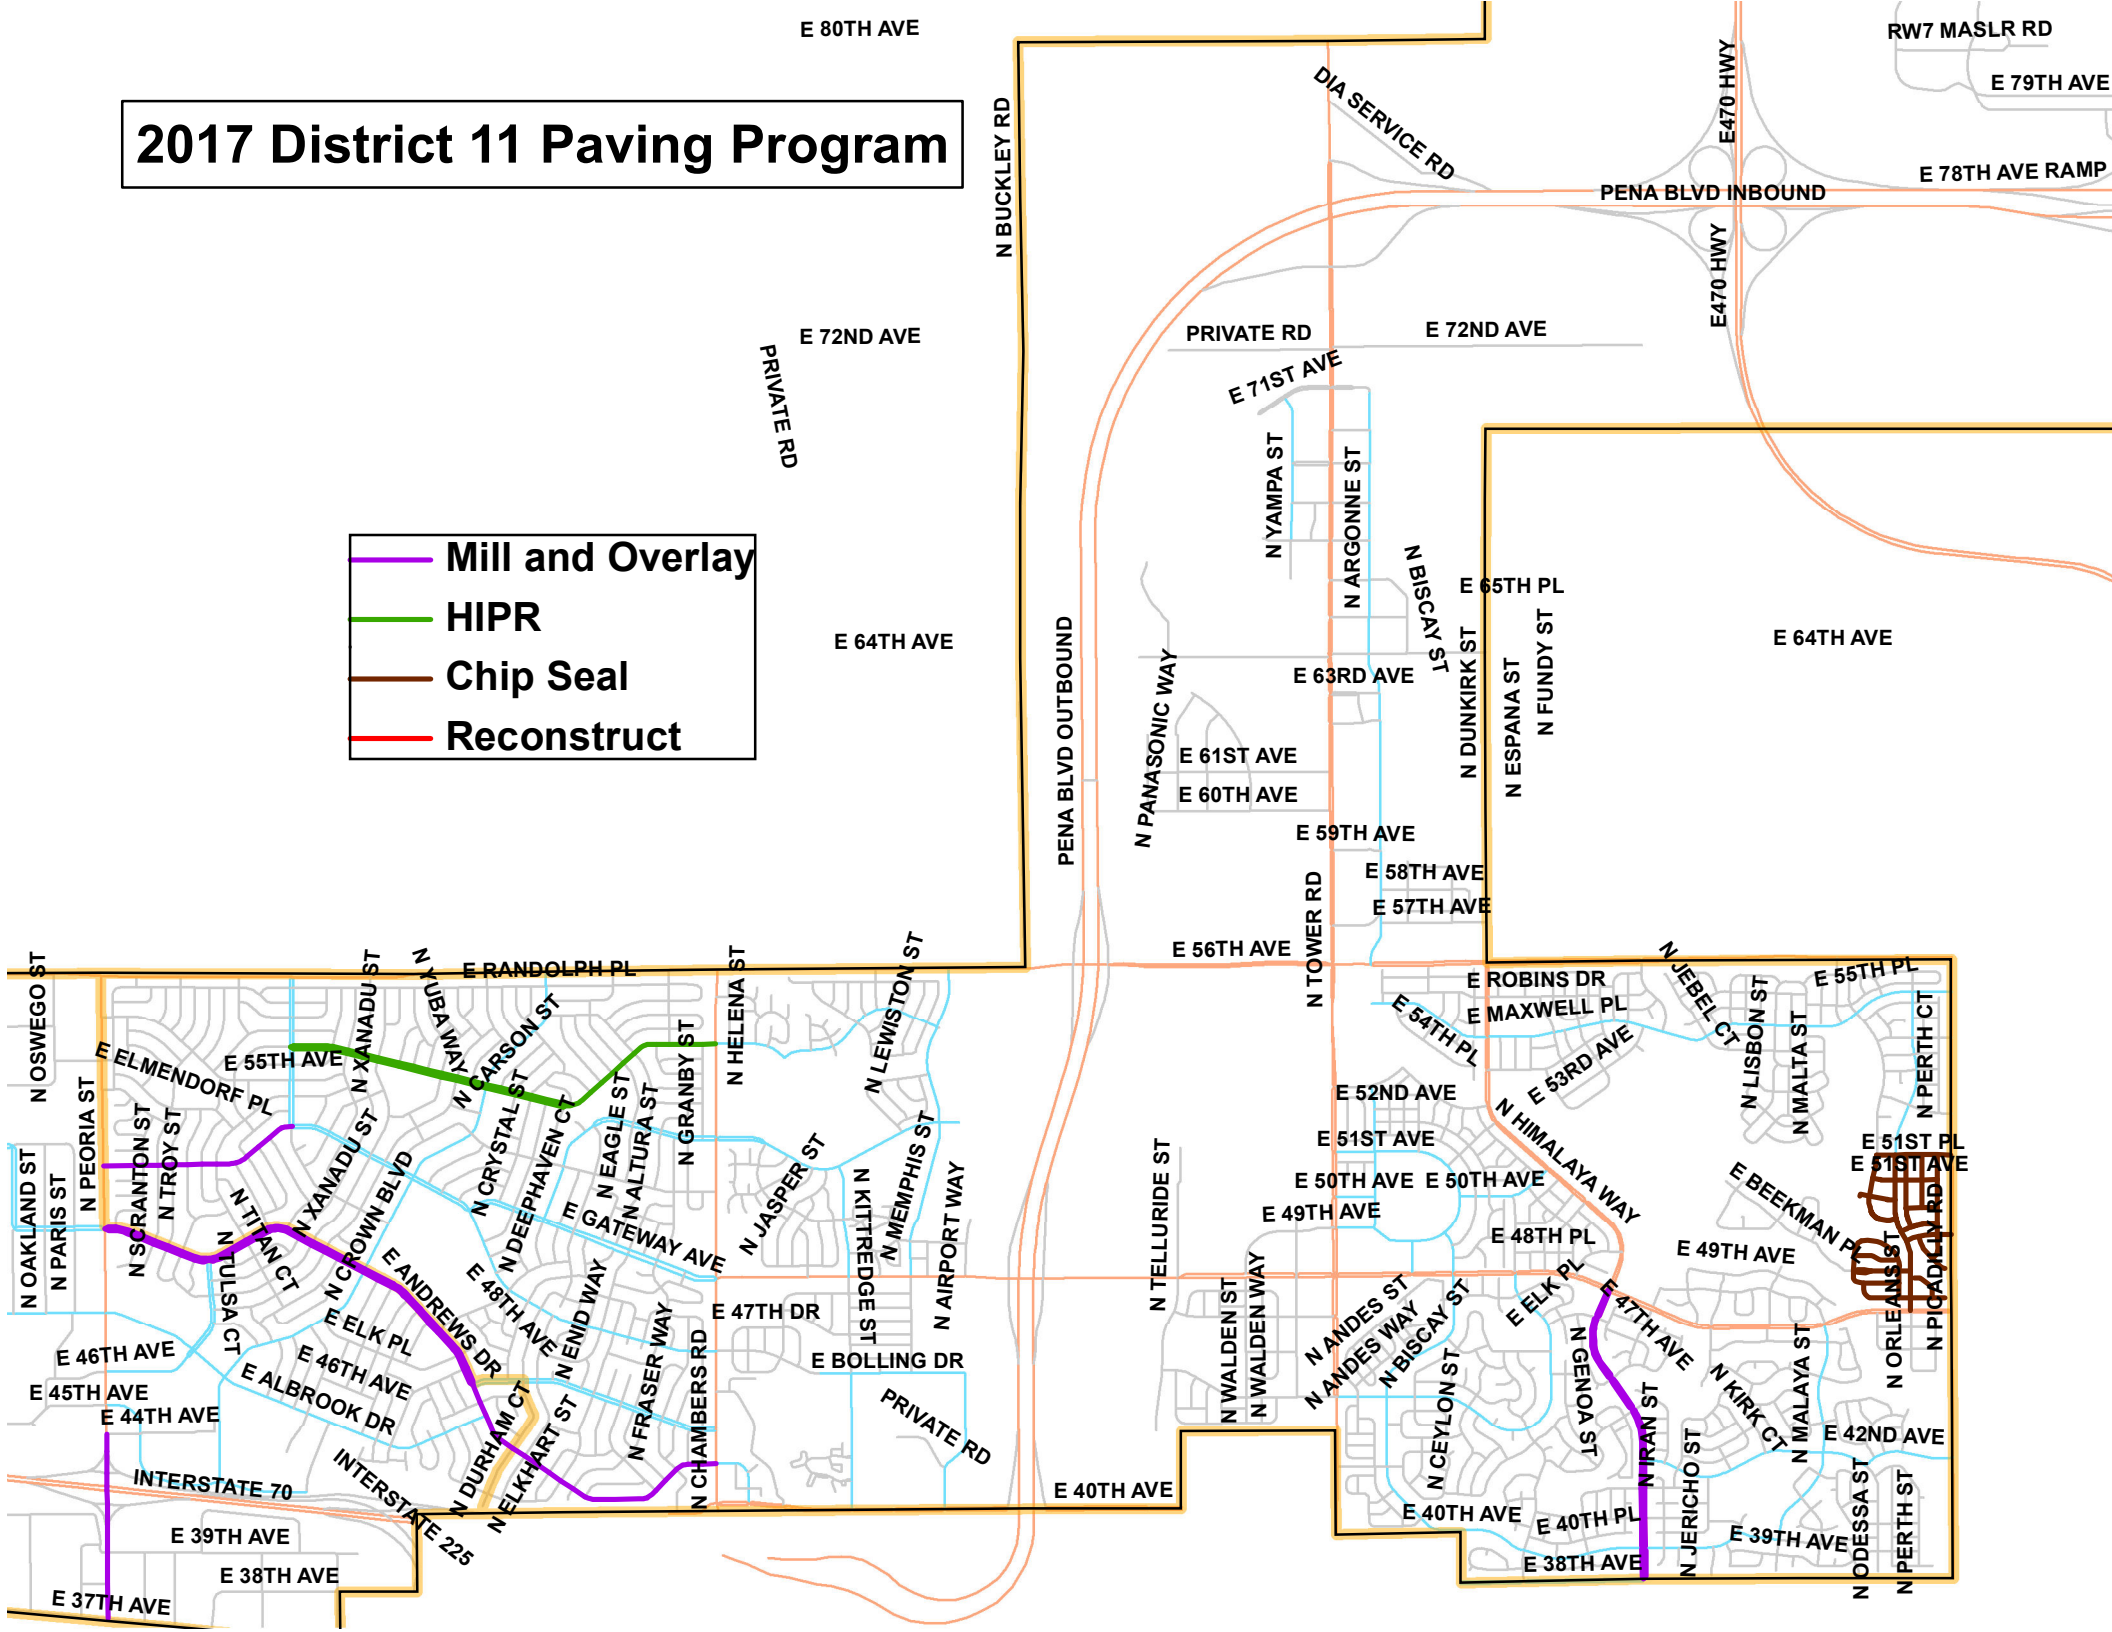 E 80TH AVE
RW7 MASLR RD
E 79TH AVE
2017 District 11 Paving Program
N BUCKLEY RD
DIA SERVICE RD
E470 HWY
E 78TH AVE RAMP
PENA BLVD INBOUND
E470 HWY
E 72ND AVE
PRIVATE RD
E 72ND AVE
PRIVATE RD
E 71ST AVE
N YAMPA ST
N ARGONNE ST
Mill and Overlay
HIPR
Chip Seal
Reconstruct
N BISCAY ST
E 65TH PL
E 64TH AVE
E 64TH AVE
PENA BLVD OUTBOUND
N PANASONIC WAY
E 63RD AVE
N DUNKIRK ST
N ESPANA ST
N FUNDY ST
E 61ST AVE
E 60TH AVE
E 59TH AVE
E 58TH AVE
E 57TH AVE
N TOWER RD
E 56TH AVE
N OSWEGO ST
N XANADU ST
N YUBA WAY
E RANDOLPH PL
N CARSON ST
N HELENA ST
N LEWISTON ST
E ROBINS DR
E MAXWELL PL
E 54TH PL
N JEBEL CT
E 55TH PL
N LISBON ST
N MALTA ST
N PERTH CT
E 53RD AVE
E ELMENDORF PL
E 55TH AVE
N PEORIA ST
N SCRANTON ST
N TROY ST
N XANADU ST
N CRYSTAL ST
N DEEPHAVEN CT
N EAGLE ST
N ALTURA ST
N GRANBY ST
E 52ND AVE
N HIMALAYA WAY
E 51ST AVE
E 50TH AVE
E 50TH AVE
E 49TH AVE
E 51ST PL
E 51ST AVE
N OAKLAND ST
N PARIS ST
N TITAN CT
N TULSA CT
N CROWN BLVD
E ANDREWS DR
E 48TH AVE
E GATEWAY AVE
N JASPER ST
N KITTREDGE ST
N MEMPHIS ST
N AIRPORT WAY
N TELLURIDE ST
E 48TH PL
E ELK PL
E 49TH AVE
E BEEKMAN PL
N ORLEANS ST
N PICADILLY RD
E 46TH AVE
E 45TH AVE
E 44TH AVE
E ELK PL
E 46TH AVE
E ALBROOK DR
N ENID WAY
N FRASER WAY
N CHAMBERS RD
E 47TH DR
E BOLLING DR
PRIVATE RD
N WALDEN ST
N WALDEN WAY
N ANDES ST
N ANDES WAY
N BISCAY ST
N CEYLON ST
N GENOA ST
E 47TH AVE
N IRAN ST
N KIRK CT
N MALAYA ST
N ORLEANS ST
E 42ND AVE
N JERICHO ST
INTERSTATE 70
INTERSTATE 225
N DURHAM CT
N ELKHART ST
E 40TH AVE
E 40TH AVE
E 40TH PL
E 39TH AVE
N ODESSA ST
N PERTH ST
E 39TH AVE
E 38TH AVE
E 37TH AVE
E 38TH AVE
N PICADILLY RD